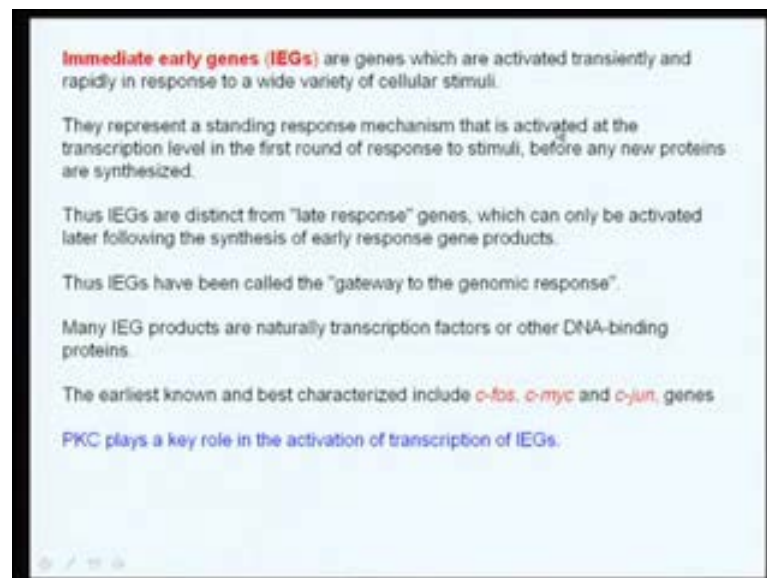 Immediate early genes (IEGs) are genes which are activated transiently and
rapidly in response to a wide variety of cellular stimuli.
They represent a standing response mechanism that is activated at the
transcription level in the first round of response to stimuli, before any new proteins
are synthesized.
Thus IEGs are distinct from "late response" genes, which can only be activated
later following the synthesis of early response gene products.
Thus IEGs have been called the "gateway to the genomic response".
Many IEG products are naturally transcription factors or other DNA-binding
proteins.
The earliest known and best characterized include c-fos, c-myc and c-jun, genes
PKC plays a key role in the activation of transcription of IEGs.